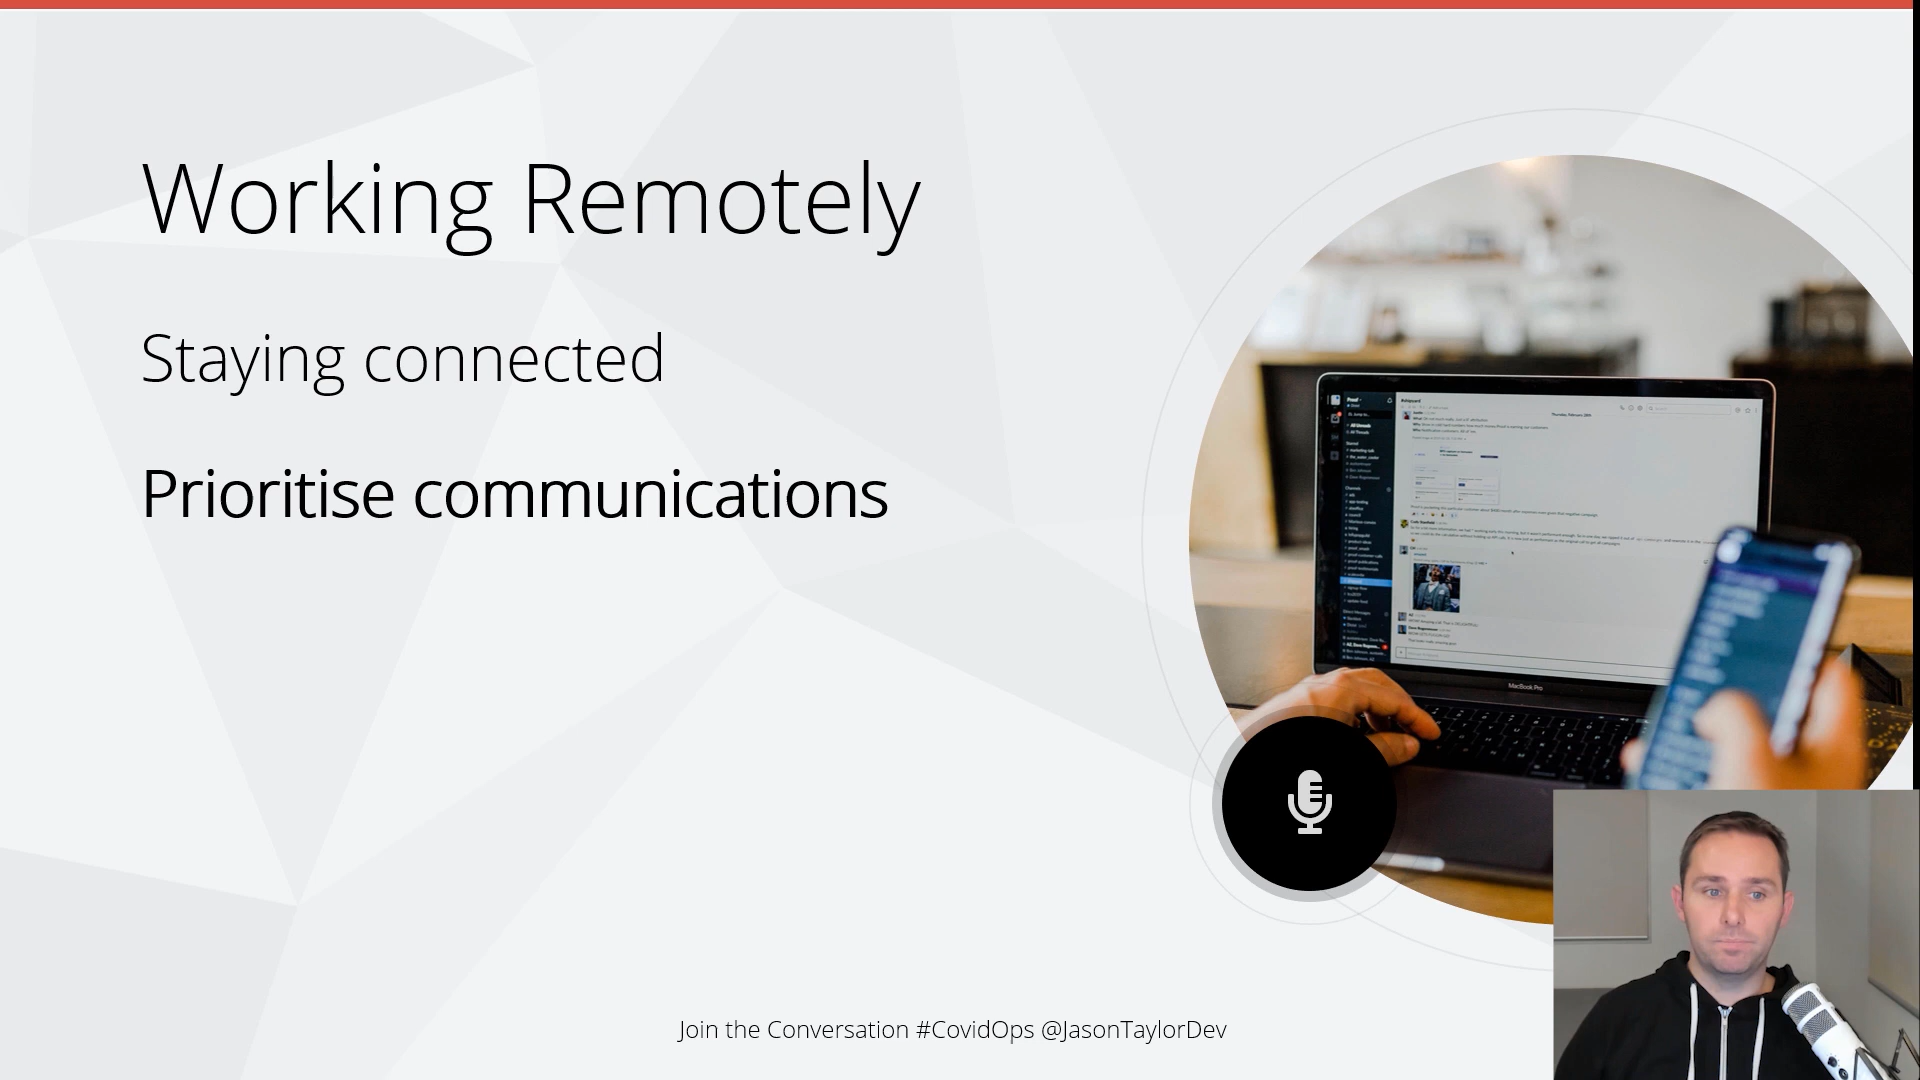 Working Remotely
Staying connected
Prioritise communications
MacBook Pro
Join the Conversation #CovidOps @JasonTaylorDev